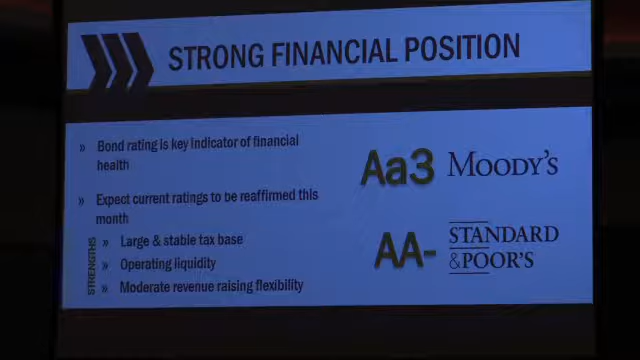 STRONG FINANCIAL POSITION
» Bond rating is key indicator of financial
health
» Expect current ratings to be reaffirmed this
month
STRENGTHS
» Large & stable tax base
» Operating liquidity
» Moderate revenue raising flexibility
Aa3 MOODY'S
AA- STANDARD
&POOR'S